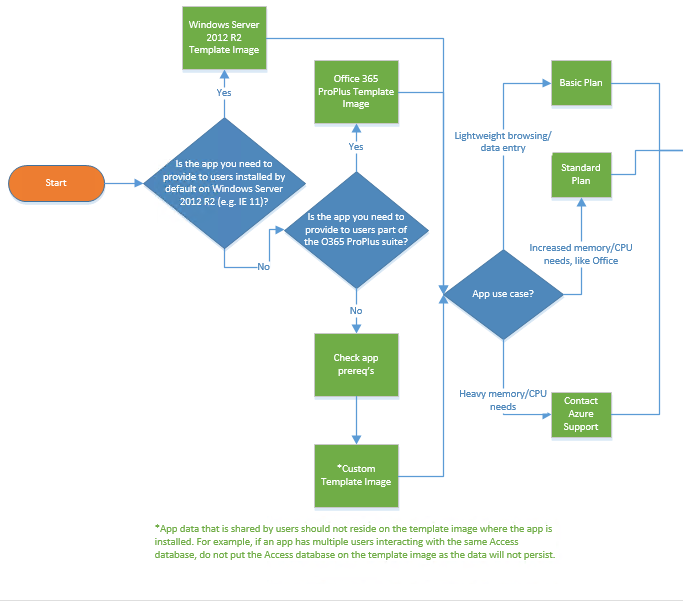 Windows Server
2012 R2
Template Image
Office 365
ProPlus Template
Image
Basic Plan
Yes
Lightweight browsing/
data entry
Yes
Is the app you need to
provide to users installed by
default on Windows Server
2012 R2 (e.g. IE 11)?
Start
Standard
Plan
Is the app you need to
provide to users part of
the O365 ProPlus suite?
No
Increased memory/CPU
needs, like Office
App use case?
No
Check app
prereq's
Heavy memory/CPU
needs
Contact
Azure
Support
*Custom
Template Image
*App data that is shared by users should not reside on the template image where the app is
installed. For example, if an app has multiple users interacting with the same Access
database, do not put the Access database on the template image as the data will not persist.